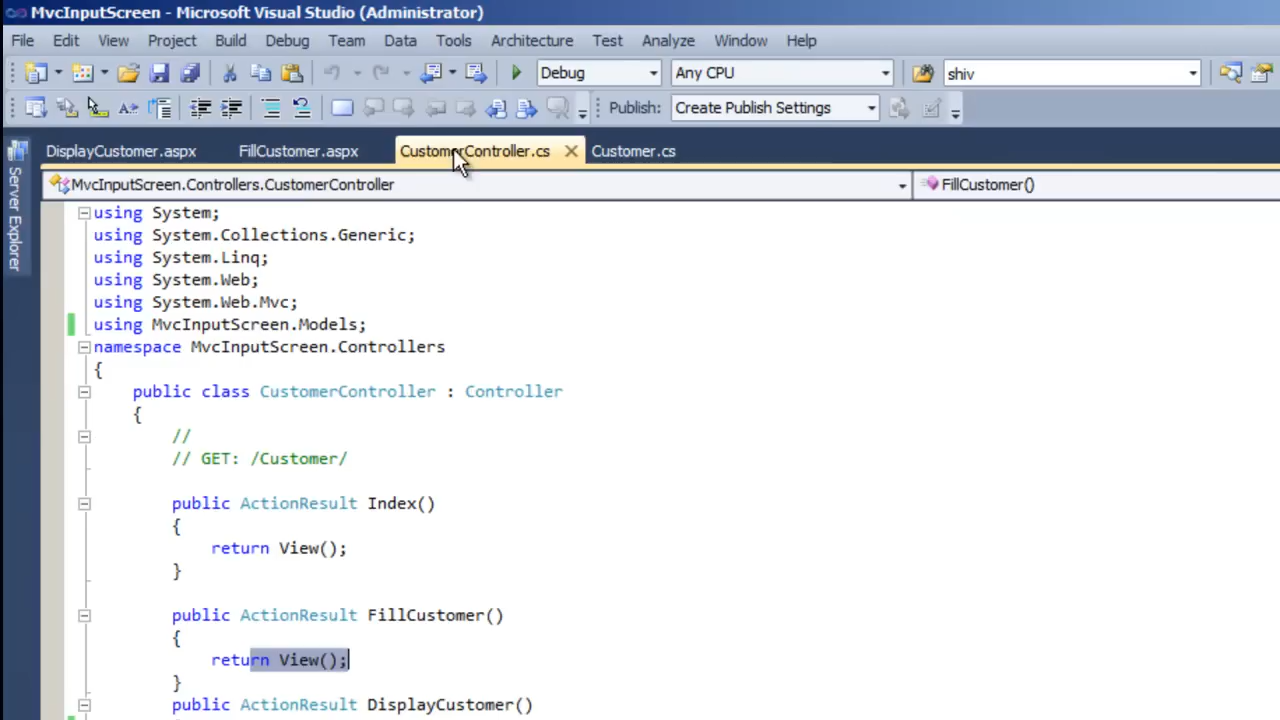 MvcInputScreen - Microsoft Visual Studio (Administrator)
File Edit View Project Build Debug Team Data Tools Architecture Test Analyze Window Help
Debug Any CPU shiv
Publish: Create Publish Settings
DisplayCustomer.aspx FillCustomer.aspx CustomerController.cs Customer.cs
Server Explorer
MvcInputScreen.Controllers.CustomerController FillCustomer()
using System;
using System.Collections.Generic;
using System.Linq;
using System.Web;
using System.Web.Mvc;
using MvcInputScreen.Models;
namespace MvcInputScreen.Controllers
{
public class CustomerController : Controller
{
//
// GET: /Customer/
public ActionResult Index()
{
return View();
}
public ActionResult FillCustomer()
{
return View();
}
public ActionResult DisplayCustomer()